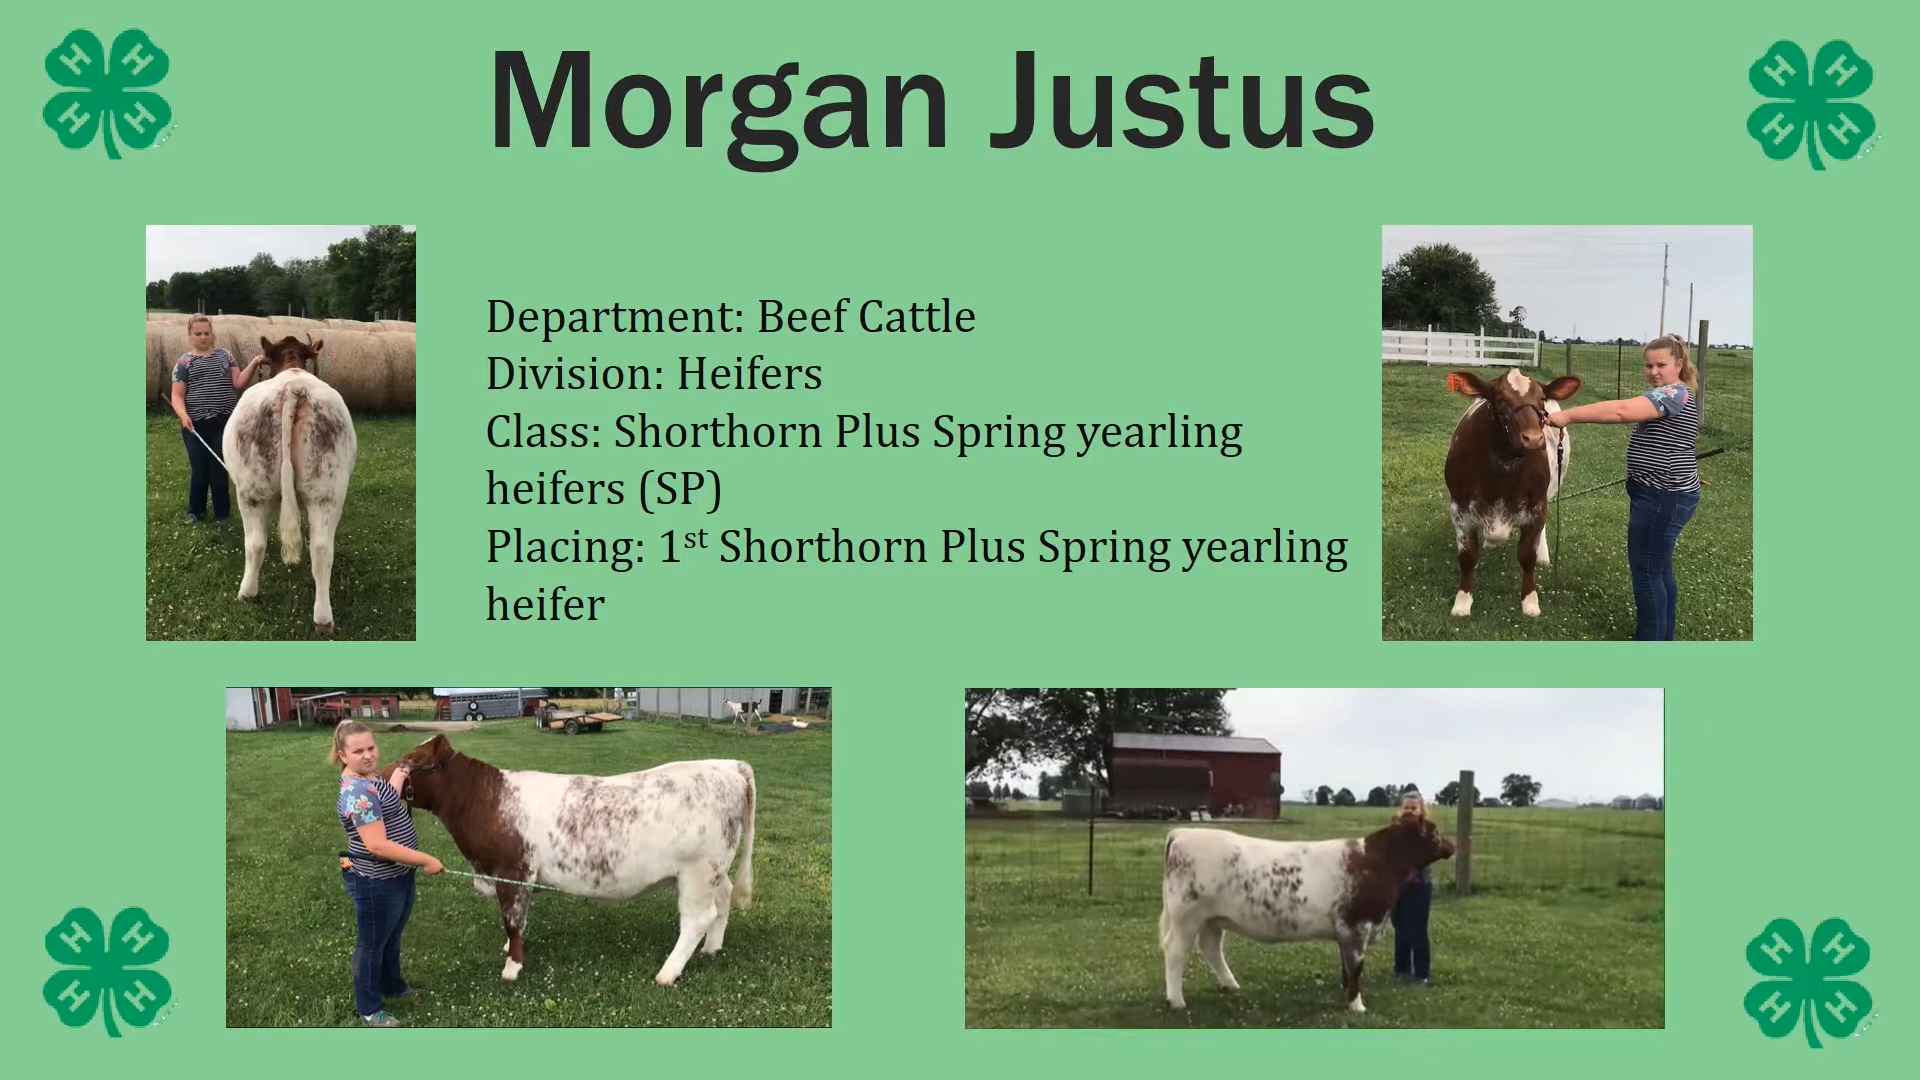 Morgan Justus
Department: Beef Cattle
Division: Heifers
Class: Shorthorn Plus Spring yearling
heifers (SP)
Placing: 1st Shorthorn Plus Spring yearling
heifer
H H
H H
H H
H H
H H
H H
H H
H H